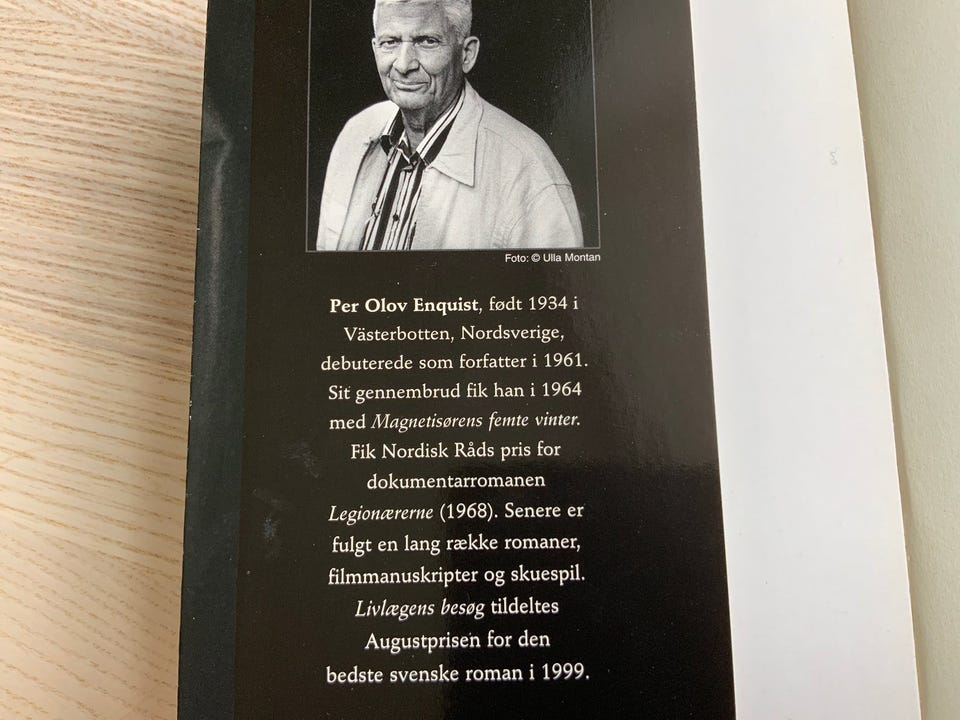 Foto: © Ulla Montan
Per Olov Enquist, født 1934 i
Västerbotten, Nordsverige,
debuterede som forfatter i 1961.
Sit gennembrud fik han i 1964
med Magnetisørens femte vinter.
Fik Nordisk Råds pris for
dokumentarromanen
Legionærerne (1968). Senere er
fulgt en lang række romaner,
filmmanuskripter og skuespil.
Livlægens besøg tildeltes
Augustprisen for den
bedste svenske roman i 1999.